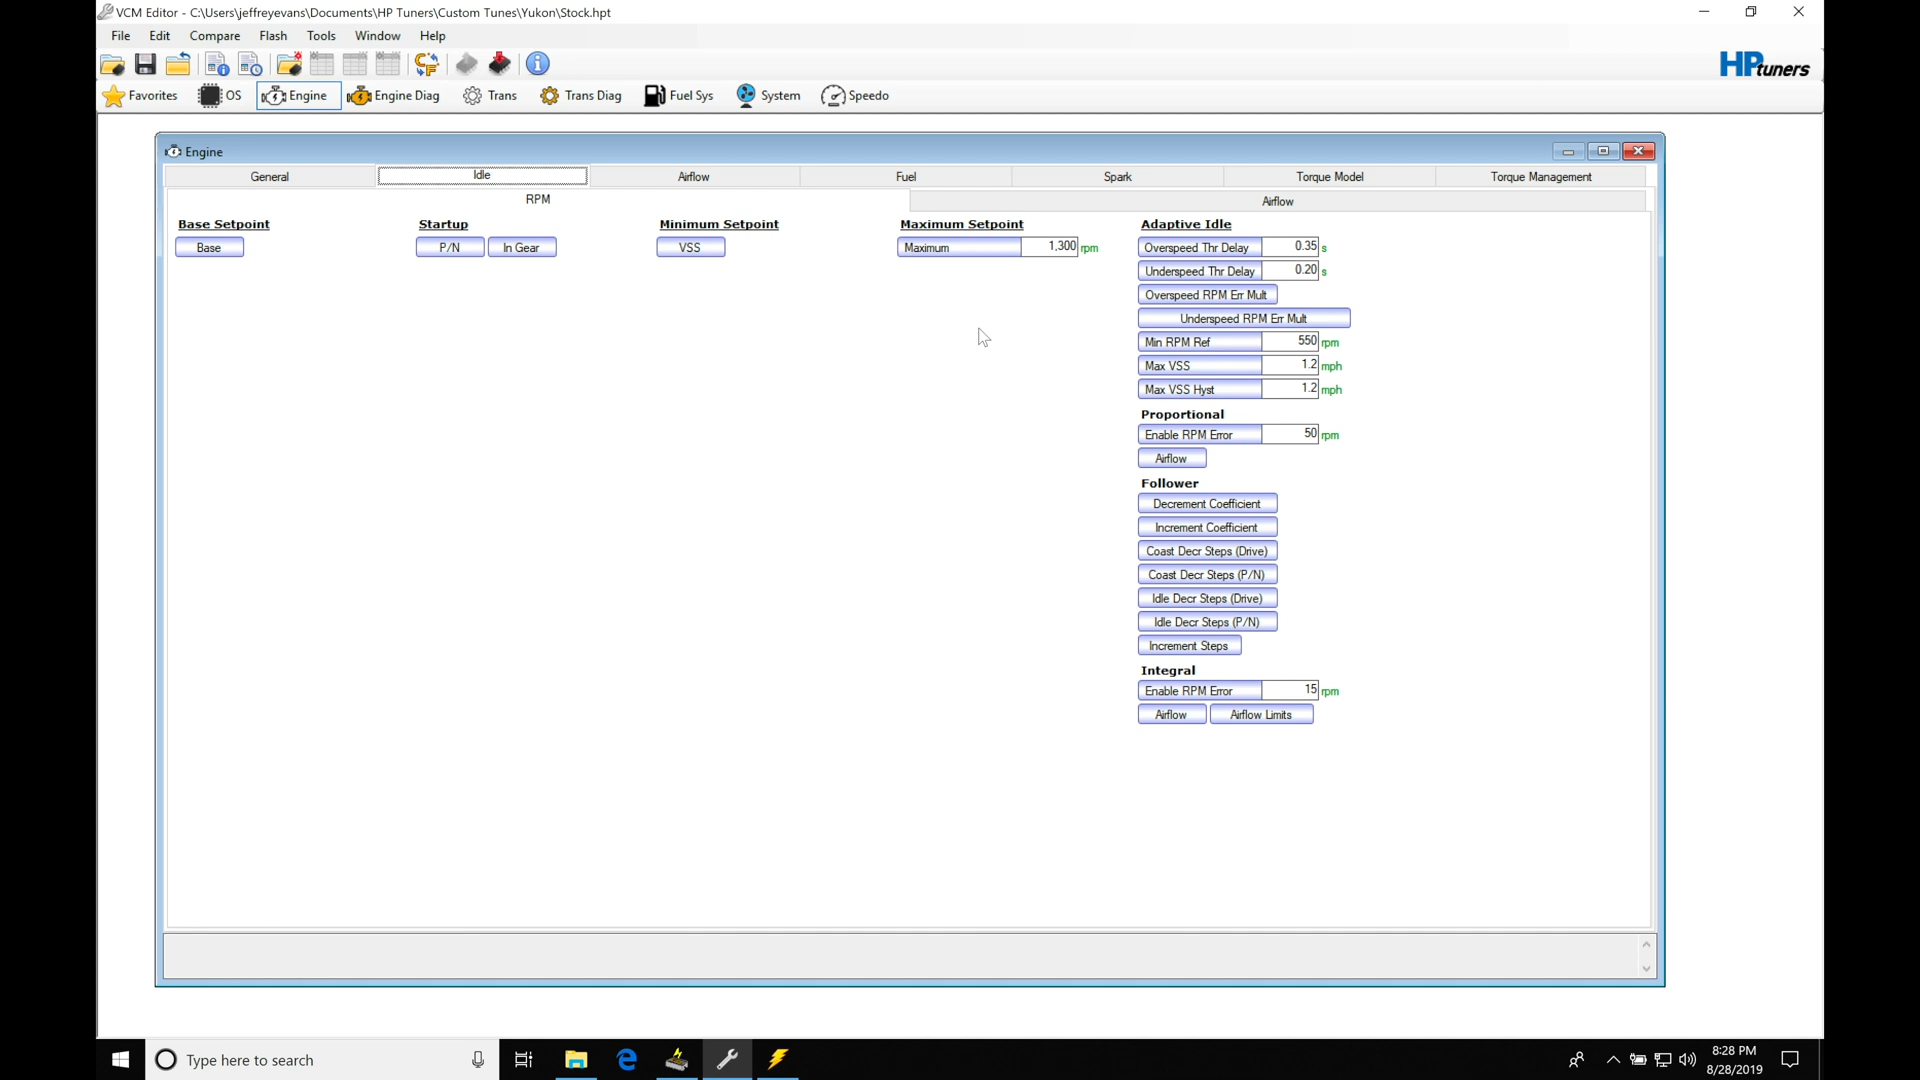 VCM Editor - C:\Users\jeffreyevans\Documents\HP Tuners\Custom Tunes\Yukon\Stock.hpt
File Edit Compare Flash Tools Window Help
HPtuners
Favorites OS Engine Engine Diag Trans Trans Diag Fuel Sys System Speedo
Engine
General Idle Airflow Fuel Spark Torque Model Torque Management
RPM Airflow
Base Setpoint Startup Minimum Setpoint Maximum Setpoint Adaptive Idle
Base P/N In Gear VSS Maximum 1,300 rpm Overspeed Thr Delay 0.35 s
Underspeed Thr Delay 0.20 s
Overspeed RPM Err Mult
Underspeed RPM Err Mult
Min RPM Ref 550 rpm
Max VSS 1.2 mph
Max VSS Hyst 1.2 mph
Proportional
Enable RPM Error 50 rpm
Airflow
Follower
Decrement Coefficient
Increment Coefficient
Coast Decr Steps (Drive)
Coast Decr Steps (P/N)
Idle Decr Steps (Drive)
Idle Decr Steps (P/N)
Increment Steps
Integral
Enable RPM Error 15 rpm
Airflow Airflow Limits
Type here to search
8:28 PM
8/28/2019